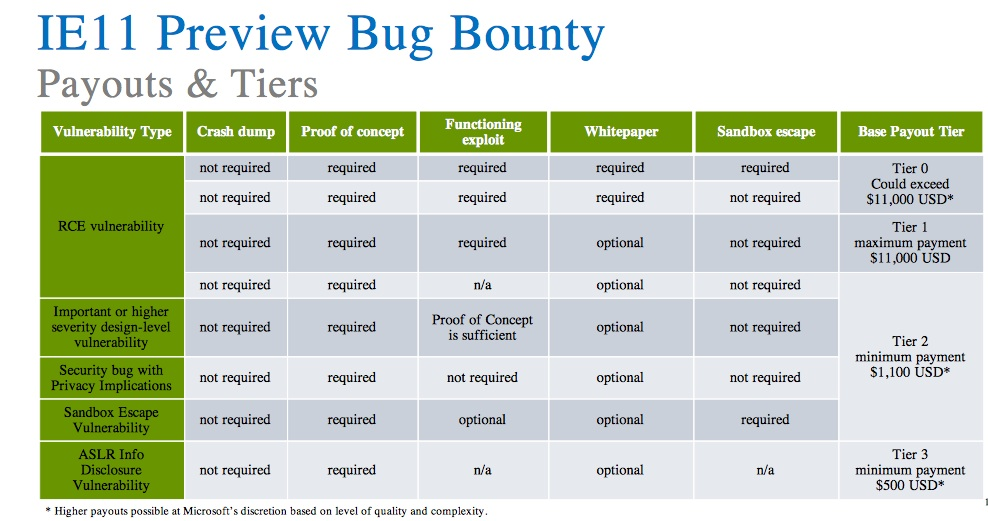 IE11 Preview Bug Bounty
Payouts & Tiers
Vulnerability Type Crash dump Proof of concept Functioning exploit Whitepaper Sandbox escape Base Payout Tier
RCE vulnerability
not required required required required required
Tier 0
Could exceed
$11,000 USD*
not required required required required not required
not required required required optional not required
Tier 1
maximum payment
$11,000 USD
not required required n/a optional not required
Tier 2
minimum payment
$1,100 USD*
Important or higher
severity design-level
vulnerability
not required required Proof of Concept is sufficient optional not required
Security bug with
Privacy Implications
not required required not required optional not required
Sandbox Escape
Vulnerability
not required required optional optional required
ASLR Info
Disclosure
Vulnerability
not required required n/a optional n/a
Tier 3
minimum payment
$500 USD*
* Higher payouts possible at Microsoft's discretion based on level of quality and complexity.
1